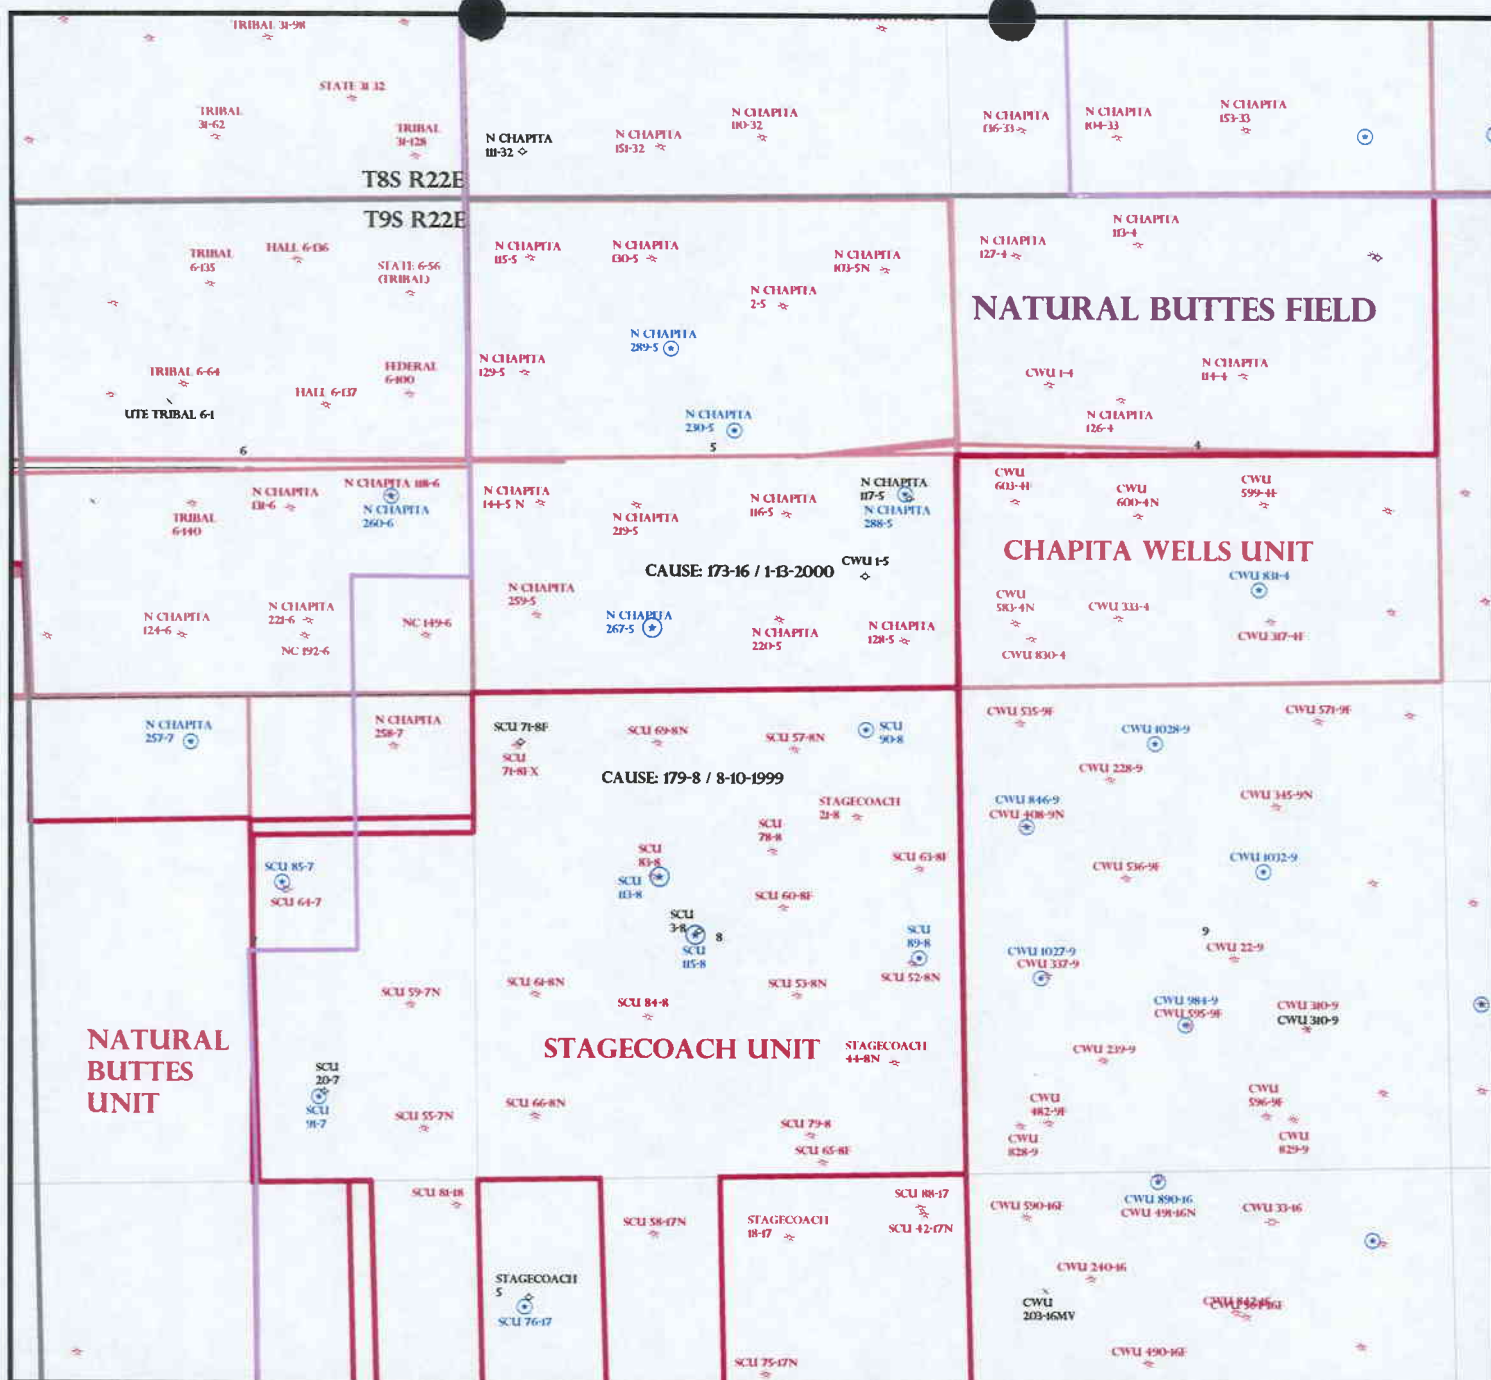 TRIBAL 31-98
STATE 31-32
TRIBAL
31-62
TRIBAL
31-128
N CHAPITA
111-32
N CHAPITA
151-32
N CHAPITA
110-32
N CHAPITA
136-33
N CHAPITA
104-33
N CHAPITA
153-33
T8S R22E
T9S R22E
TRIBAL
6-135
HALL 6-136
STATE 6-56
(TRIBAL)
N CHAPITA
115-5
N CHAPITA
130-5
N CHAPITA
103-5N
N CHAPITA
2-5
N CHAPITA
127-4
N CHAPITA
113-4
NATURAL BUTTES FIELD
N CHAPITA
289-5
N CHAPITA
129-5
TRIBAL 6-64
UTE TRIBAL 6-1
HALL 6-137
FEDERAL
6-100
CWU 1-4
N CHAPITA
114-4
N CHAPITA
126-4
N CHAPITA
230-5
6
5
4
TRIBAL
6-140
N CHAPITA
131-6
N CHAPITA 118-6
N CHAPITA
260-6
N CHAPITA
144-5 N
N CHAPITA
219-5
N CHAPITA
116-5
N CHAPITA
117-5
N CHAPITA
288-5
CWU
603-4F
CWU
600-4N
CWU
599-4F
CHAPITA WELLS UNIT
CAUSE: 173-16 / 1-13-2000
CWU 1-5
CWU 831-4
N CHAPITA
124-6
N CHAPITA
221-6
NC 192-6
NC 149-6
N CHAPITA
259-5
N CHAPITA
267-5
N CHAPITA
220-5
N CHAPITA
128-5
CWU
583-4N
CWU 333-4
CWU 317-4F
CWU 830-4
N CHAPITA
257-7
N CHAPITA
258-7
SCU 71-8F
SCU
71-8FX
SCU 69-8N
SCU 57-8N
SCU
90-8
CWU 535-9F
CWU 1028-9
CWU 571-9F
CAUSE: 179-8 / 8-10-1999
CWU 228-9
STAGECOACH
21-8
CWU 846-9
CWU 408-9N
CWU 345-9N
SCU
78-8
SCU
83-8
SCU
113-8
SCU 63-8F
SCU 85-7
SCU 64-7
SCU 60-8F
CWU 536-9F
CWU 1032-9
SCU
3-8
SCU
115-8
8
SCU
89-8
SCU 52-8N
9
CWU 22-9
CWU 1027-9
CWU 337-9
SCU 59-7N
SCU 61-8N
SCU 84-8
SCU 53-8N
CWU 984-9
CWU 595-9F
CWU 310-9
CWU 310-9
NATURAL
BUTTES
UNIT
STAGECOACH UNIT
STAGECOACH
44-8N
CWU 239-9
SCU
20-7
SCU
91-7
SCU 55-7N
SCU 66-8N
SCU 79-8
SCU 65-8F
CWU
482-9F
CWU
828-9
CWU
596-9F
CWU
829-9
SCU 81-18
SCU 58-17N
STAGECOACH
18-17
SCU 88-17
SCU 42-17N
CWU 590-16F
CWU 890-16
CWU 491-16N
CWU 33-16
STAGECOACH
5
SCU 76-17
CWU 240-16
CWU
203-16MV
SCU 75-17N
CWU 490-16F